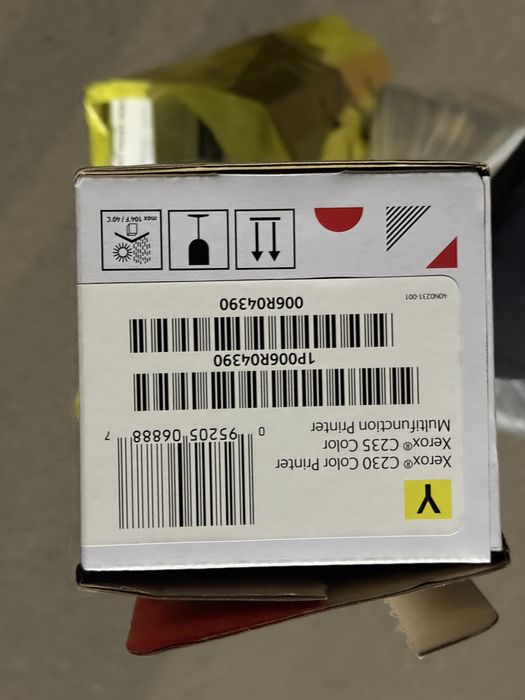 Y
Xerox® C230 Color Printer
Xerox® C235 Color
Multifunction Printer
0 95205 06888 7
1P006R04390
006R04390
40N0231-001
max 104°F / 40°C